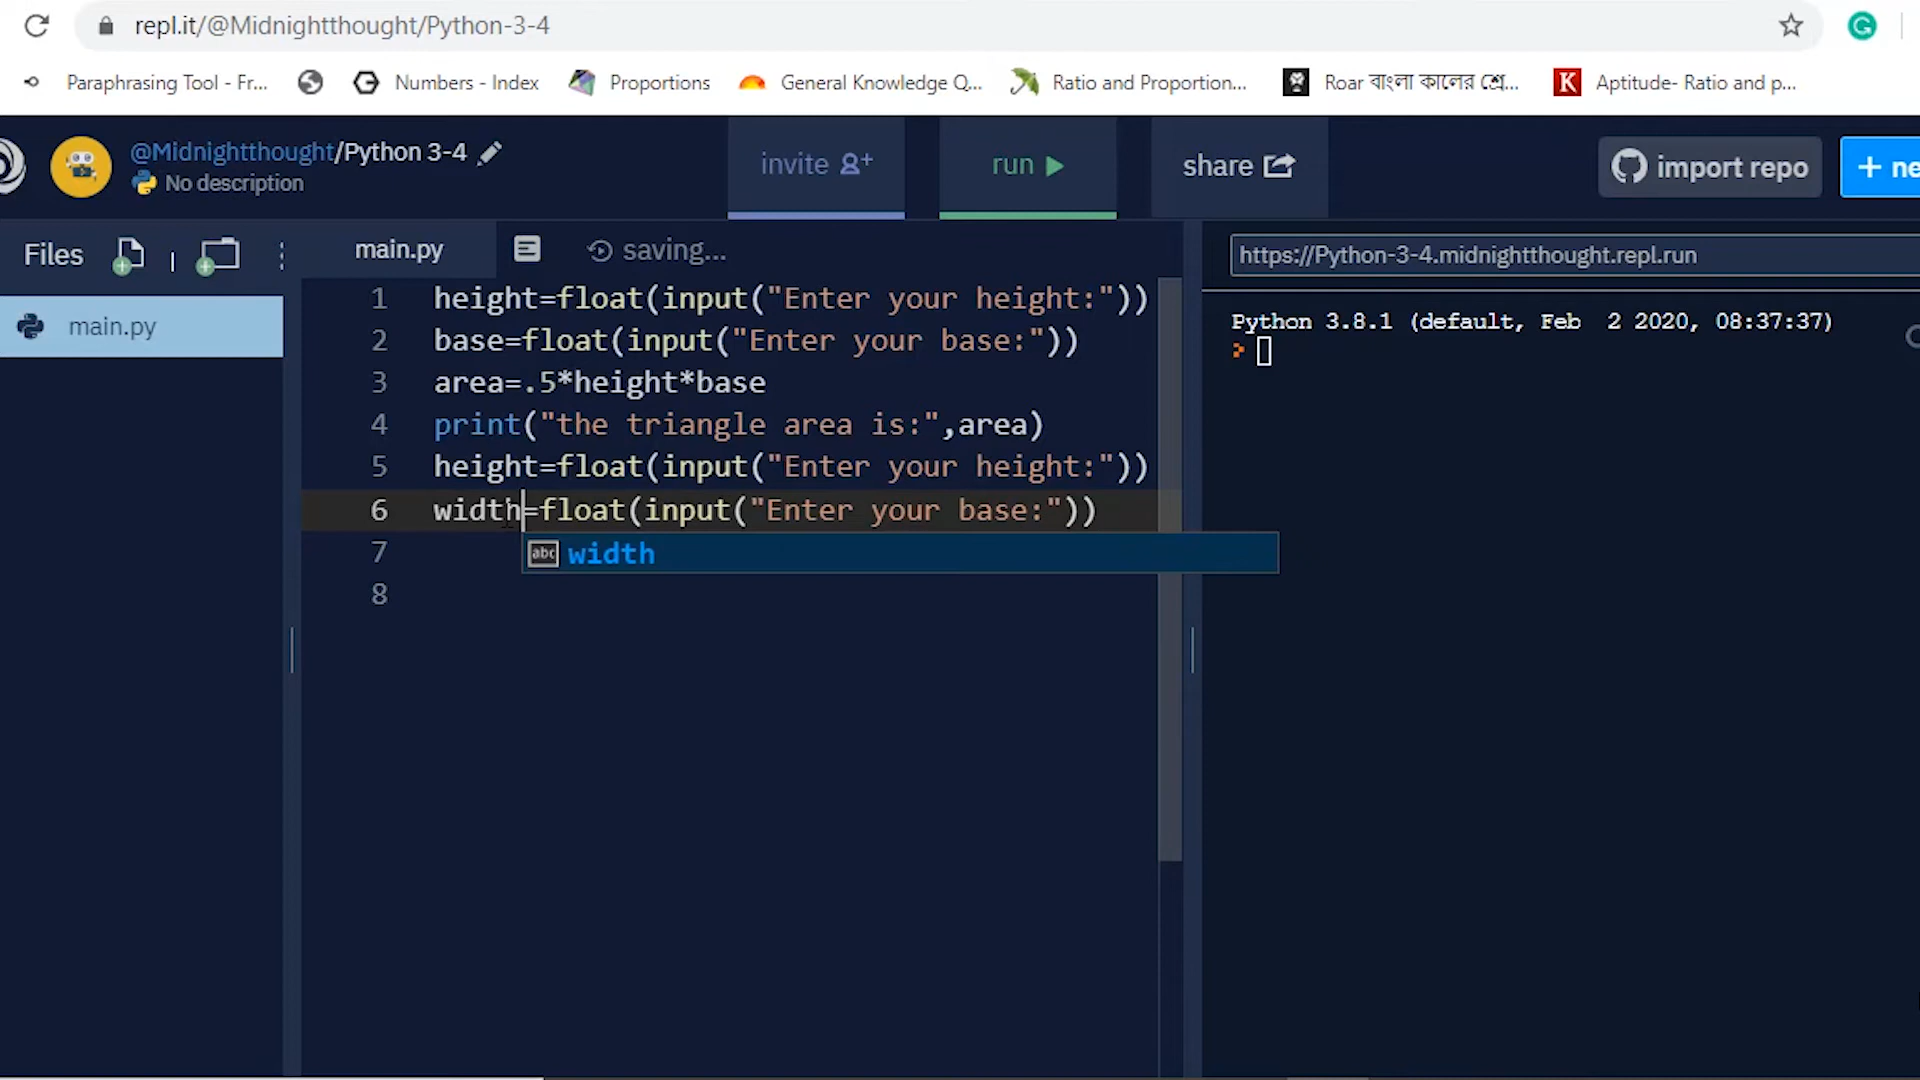 repl.it/@Midnightthought/Python-3-4
Paraphrasing Tool - Fr...
Numbers - Index
Proportions
General Knowledge Q...
Ratio and Proportion...
Roar বাংলা কালের শ্রে...
Aptitude- Ratio and p...
@Midnightthought/Python 3-4
No description
invite
run
share
import repo
+ ne
Files
main.py
saving...
https://Python-3-4.midnightthought.repl.run
main.py
1 height=float(input("Enter your height:"))
2 base=float(input("Enter your base:"))
3 area=.5*height*base
4 print("the triangle area is:",area)
5 height=float(input("Enter your height:"))
6 width=float(input("Enter your base:"))
abc width
7
8
Python 3.8.1 (default, Feb  2 2020, 08:37:37)